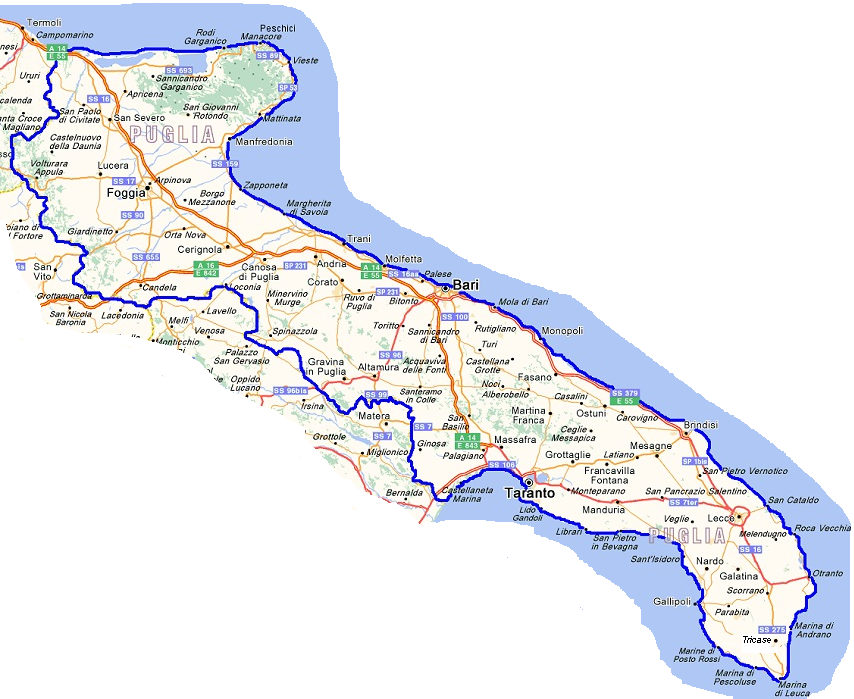 Termoli
Campomarino
A 14
E 55
Rodi
Garganico
Peschici
Manacore
SS 89
Vieste
nesi
Ururi
SS 693
Sannicandro
Garganico
SP 53
Apricena
SS 16
calenda
San Paolo
di Civitate
San Giovanni
Rotondo
Mattinata
anta Croce
Magliano
San Severo
PUGLIA
Castelnuovo
della Daunia
Manfredonia
Volturara
Appula
Lucera
SS 159
SS 17
Arpinova
Foggia
Zapponeta
Borgo
Mezzanone
SS 90
Margherita
di Savoia
oiano di
l Fortore
Giardinetto
Orta Nova
Trani
Cerignola
SS 655
A 16
E 842
Canosa
di Puglia
SP 231
Andria
Molfetta
A 14
E 55
SS 16aa
Palese
is
San
Vito
Candela
Loconia
Corato
Bari
Grottaminarda
Minervino
Murge
Ruvo di
Puglia
SP 231
Bitonto
Mola di Bari
San Nicola
Baronia
Lacedonia
Lavello
SS 100
Melfi
Toritto
Sannicandro
di Bari
Rutigliano
Monopoli
Venosa
Spinazzola
Monticchio
Turi
Palazzo
San Gervasio
SS 96
Gravina
in Puglia
Altamura
Acquaviva
delle Fonti
Castellana
Grotte
Fasano
Oppido
Lucano
SS 96bis
SS 99
Santeramo
in Colle
Noci
Alberobello
Casalini
SS 379
E 55
Irsina
Matera
SS 7
San
Basilio
Martina
Franca
Ostuni
Carovigno
Brindisi
Grottole
SS 7
Ginosa
A 14
E 843
Massafra
Ceglie
Messapica
Mesagne
Miglionico
Palagiano
Grottaglie
Latiano
SP 1bis
SS 106
Francavilla
Fontana
San Pietro Vernotico
Bernalda
Castellaneta
Marina
Taranto
Monteparano
San Pancrazio Salentino
San Cataldo
SS 7ter
Lido
Gandoli
Manduria
Veglie
Lecce
Roca Vecchia
Librari
San Pietro
in Bevagna
PUGLIA
Melendugno
SS 16
Sant'Isidoro
Nardo
Otranto
Galatina
Scorrano
Gallipoli
Parabita
SS 275
Marina di
Andrano
Tricase
Marine di
Posto Rossi
Marina di
Pescoluse
Marina
di Leuca